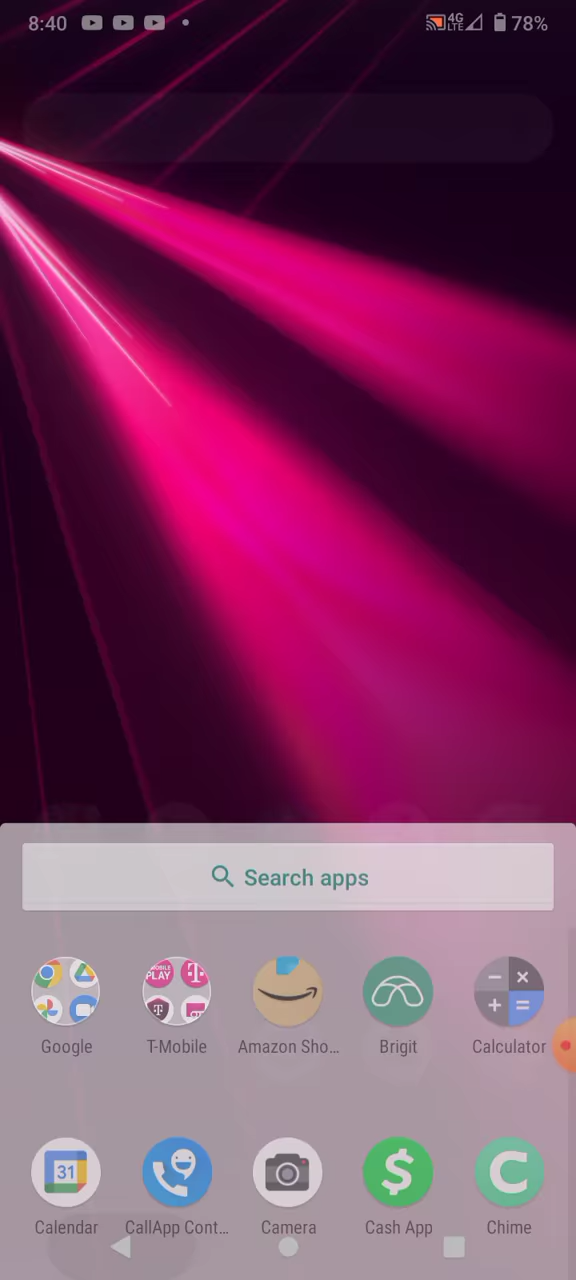 8:40
4G
LTE
78%
Search apps
Google
T-Mobile
Amazon Sho...
Brigit
Calculator
31
Calendar
CallApp Cont...
Camera
Cash App
Chime